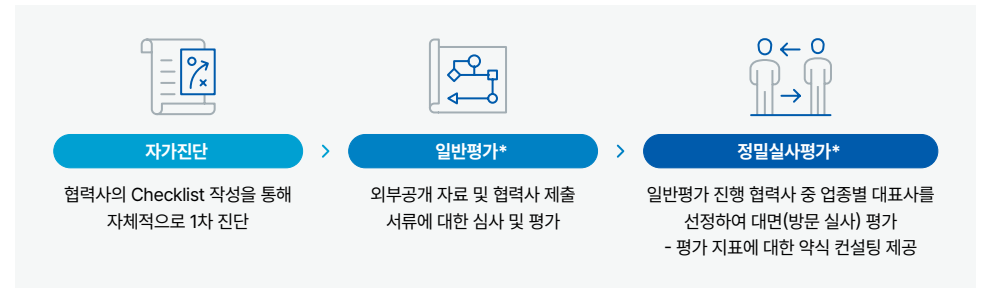 자가진단
협력사의 Checklist 작성을 통해
자체적으로 1차 진단
일반평가*
외부공개 자료 및 협력사 제출
서류에 대한 심사 및 평가
정밀실사평가*
일반평가 진행 협력사 중 업종별 대표사를
선정하여 대면(방문 실사) 평가
- 평가 지표에 대한 약식 컨설팅 제공